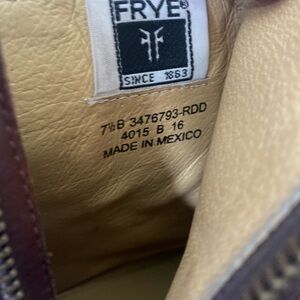 FRYE®
SINCE 1863
7½B 3476793-RDD
4015 B 16
MADE IN MEXICO